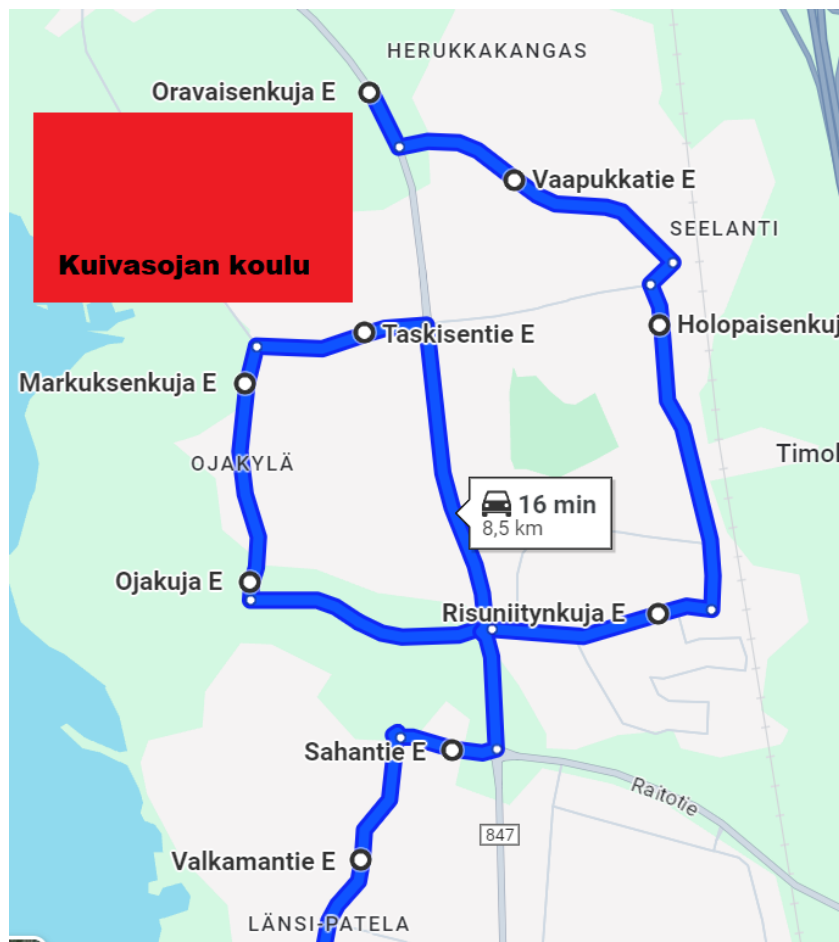 HERUKKAKANGAS
Oravaisenkuja E
Vaapukkatie E
SEELANTI
Kuivasojan koulu
Taskisentie E
Holopaisenkuj
Markuksenkuja E
OJAKYLÄ
Timol
16 min
8,5 km
Ojakuja E
Risuniitynkuja E
Sahantie E
Raitotie
847
Valkamantie E
LÄNSI-PATELA